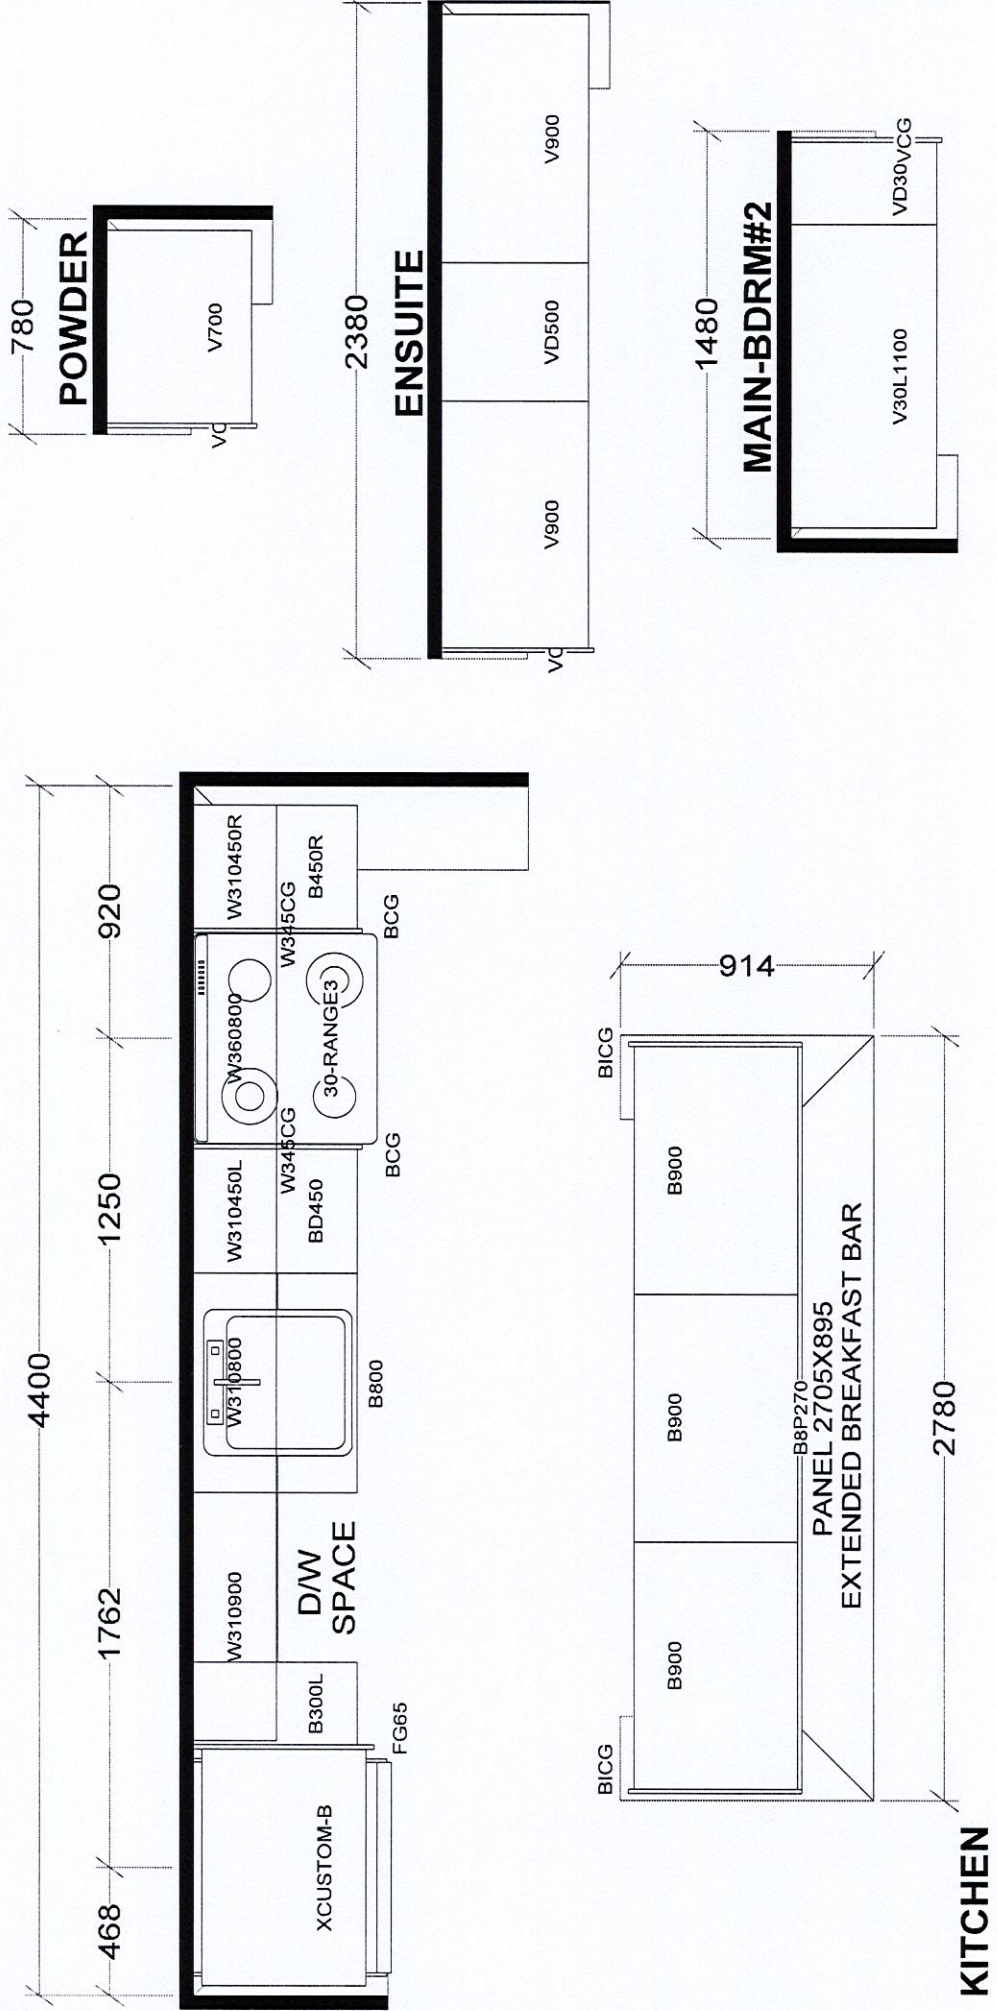 4400
468
1762
1250
920
W310900
W310800
W310450L
W360800
W310450R
W345CG
W345CG
XCUSTOM-B
B300L
D/W
SPACE
BD450
30-RANGE3
B450R
FG65
B800
BCG
BCG
BICG
BICG
B900
B900
B900
914
B8P270
PANEL 2705X895
EXTENDED BREAKFAST BAR
2780
KITCHEN
780
POWDER
V700
VC
2380
ENSUITE
V900
VD500
V900
VC
1480
MAIN-BDRM#2
V30L1100
VD30
VCG